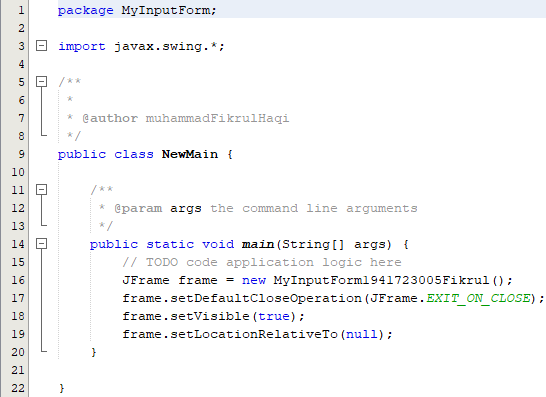 1 package MyInputForm;
2
3 import javax.swing.*;
4
5 /**
6 *
7 * @author muhammadFikrulHaqi
8 */
9 public class NewMain {
10
11 /**
12 * @param args the command line arguments
13 */
14 public static void main(String[] args) {
15 // TODO code application logic here
16 JFrame frame = new MyInputForm1941723005Fikrul();
17 frame.setDefaultCloseOperation(JFrame.EXIT_ON_CLOSE);
18 frame.setVisible(true);
19 frame.setLocationRelativeTo(null);
20 }
21
22 }